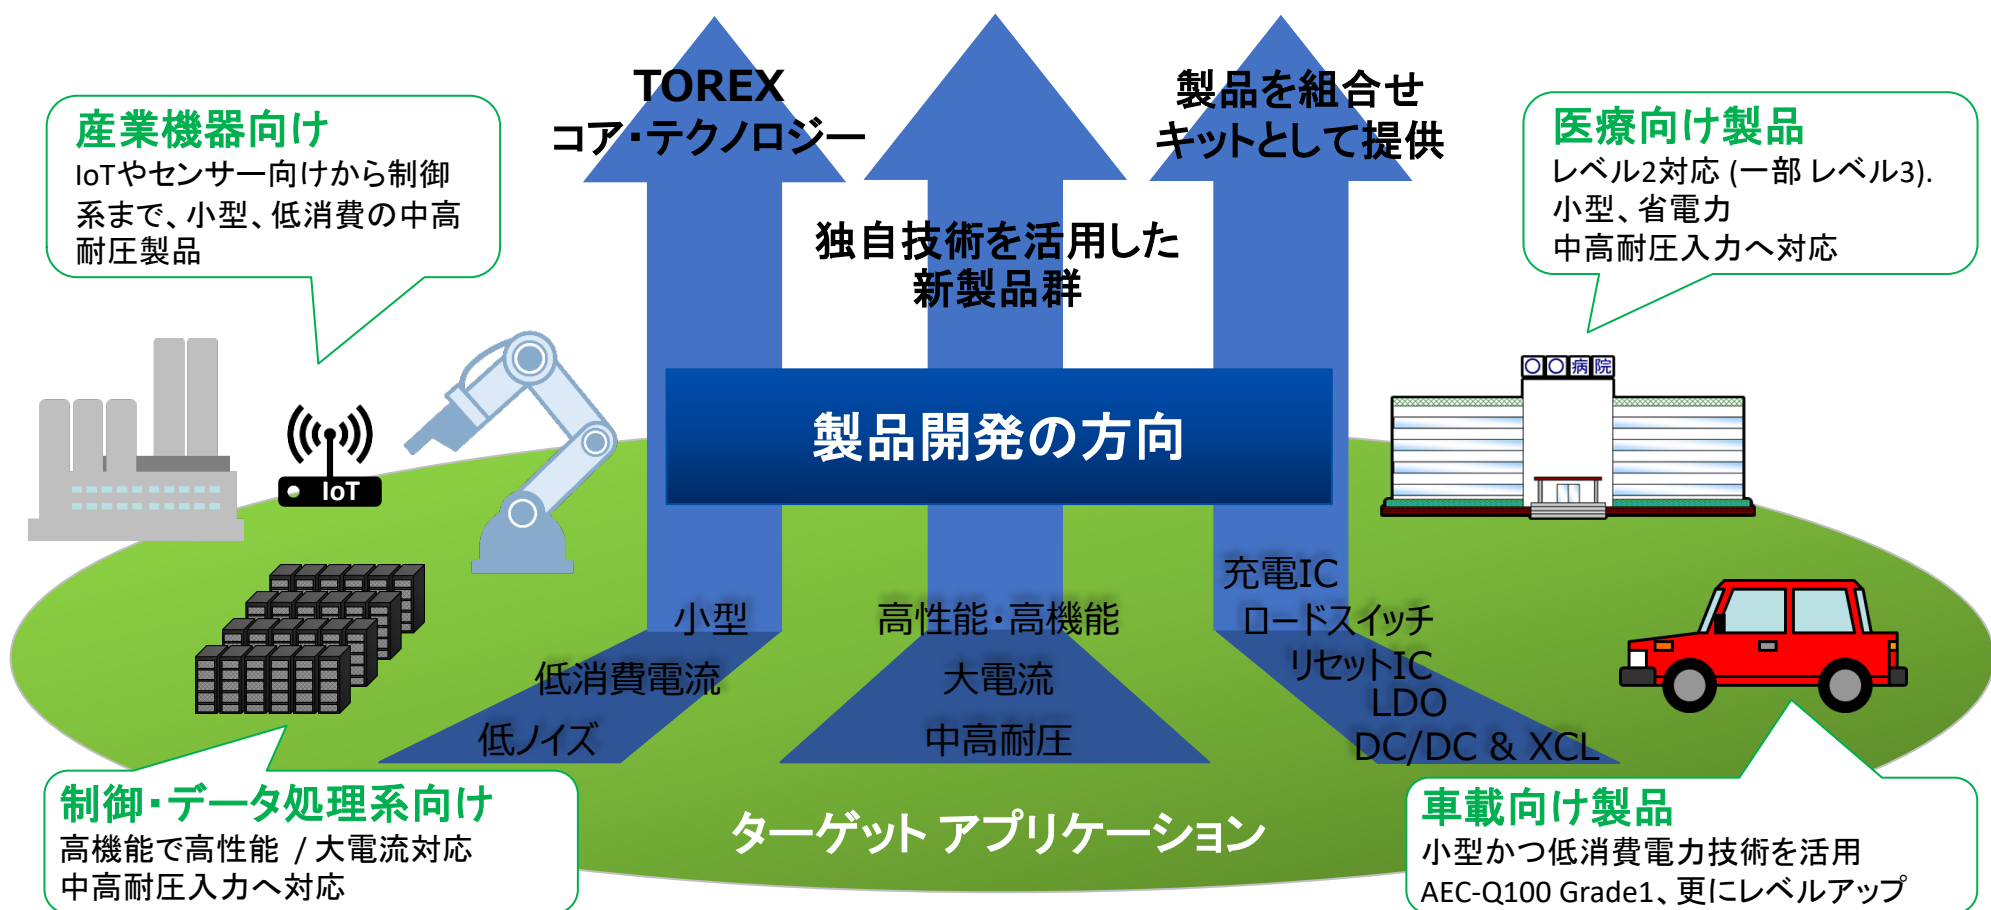 TOREX
コア・テクノロジー
製品を組合せ
キットとして提供
産業機器向け
IoTやセンサー向けから制御
系まで、小型、低消費の中高
耐圧製品
医療向け製品
レベル2対応 (一部 レベル3).
小型、省電力
中高耐圧入力へ対応
独自技術を活用した
新製品群
〇〇病院
製品開発の方向
IoT
小型
低消費電流
低ノイズ
高性能・高機能
大電流
中高耐圧
充電IC
ロードスイッチ
リセットIC
LDO
DC/DC & XCL
制御・データ処理系向け
高機能で高性能 / 大電流対応
中高耐圧入力へ対応
ターゲット アプリケーション
車載向け製品
小型かつ低消費電力技術を活用
AEC-Q100 Grade1、更にレベルアップ